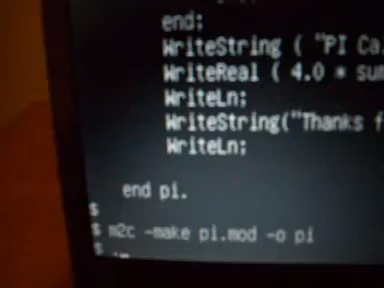 end;
WriteString ( "PI Ca
WriteReal ( 4.0 * sum
WriteLn;
WriteString("Thanks f
WriteLn;
end pi.
$
$ m2c -make pi.mod -o pi
$